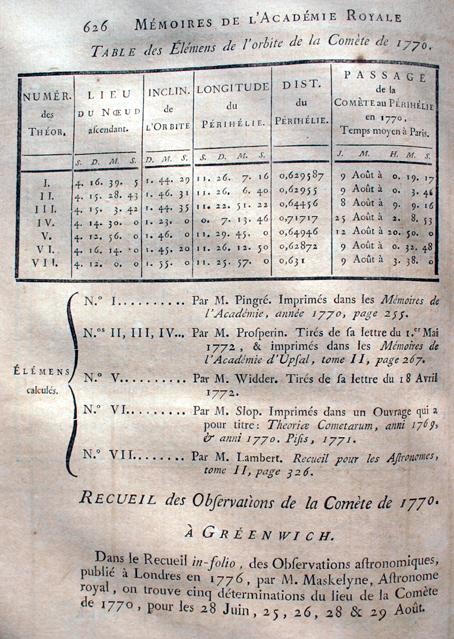 626 MÉMOIRES DE L'ACADÉMIE ROYALE
TABLE des Élémens de l'orbite de la Comète de 1770.
NUMÉR. des THÉOR. LIEU DU NŒUD ascendant. INCLIN. de L'ORBITE LONGITUDE du PÉRIHÉLIE. DIST. du PÉRIHÉLIE. PASSAGE de la COMÈTE au PÉRIHÉLIE en 1770. Temps moyen à Paris.
S. D. M. S. D. M. S. S. D. M. S. J. M. H. M. S.
I. 4. 16. 39. 5 1. 44. 29 11. 26. 7. 16 0,629587 9 Août à 0. 19. 17
II. 4. 15. 28. 43 1. 46. 31 11. 26. 6. 40 0,62955 9 Août à 0. 3. 46
III. 4. 15. 3. 42 1. 44. 35 11. 22. 51. 22 0,64456 8 Août à 9. 9. 16
IV. 4. 14. 30. 0 1. 23. 0 0. 7. 13. 46 0,71717 25 Août à 2. 8. 53
V. 4. 12. 56. 0 1. 46. 0 11. 29. 45. 0 0,64946 12 Août à 20. 50. 0
VI. 4. 16. 14. 0 1. 45. 20 11. 26. 12. 50 0,62872 9 Août à 0. 32. 48
VII. 4. 12. 0. 0 1. 55. 0 11. 25. 57. 0 0,631 9 Août à 3. 38. 0
ÉLÉMENS calculés.
N.º I.......... Par M. Pingré. Imprimés dans les Mémoires de
l'Académie, année 1770, page 255.
N.os II, III, IV... Par M. Prosperin. Tirés de sa lettre du 1.er Mai
1772, & imprimés dans les Mémoires de
l'Académie d'Upsal, tome II, page 267.
N.º V......... Par M. Widder. Tirés de sa lettre du 18 Avril
1772.
N.º VI........ Par M. Slop. Imprimés dans un Ouvrage qui a
pour titre: Theoriæ Cometarum, anni 1769,
& anni 1770. Pisis, 1771.
N.º VII....... Par M. Lambert. Recueil pour les Astronomes,
tome II, page 326.
RECUEIL des Observations de la Comète de 1770.
À GRÉENWICH.
Dans le Recueil in-folio, des Observations astronomiques,
publié à Londres en 1776, par M. Maskelyne, Astronome
royal, on trouve cinq déterminations du lieu de la Comète
de 1770, pour les 28 Juin, 25, 26, 28 & 29 Août.